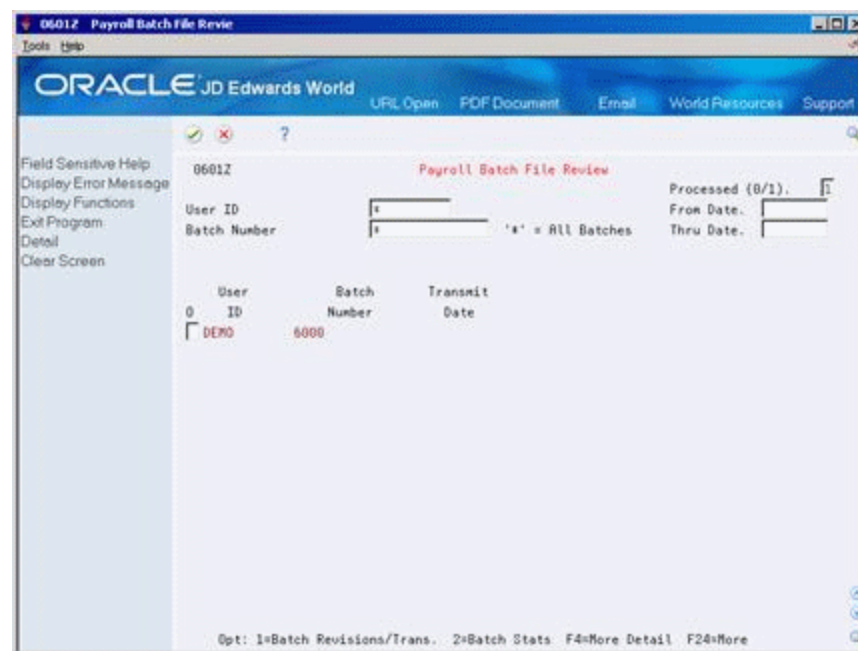 0601Z Payroll Batch File Revie
Tools Help
ORACLE JD Edwards World
URL Open PDF Document Email World Resources Support
?
Field Sensitive Help
Display Error Message
Display Functions
Exit Program
Detail
Clear Screen
0601Z Payroll Batch File Review
Processed (0/1). 1
User ID * From Date.
Batch Number * '*' = All Batches Thru Date.
User Batch Transmit
O ID Number Date
DEMO 6000
Opt: 1=Batch Revisions/Trans. 2=Batch Stats F4=More Detail F24=More